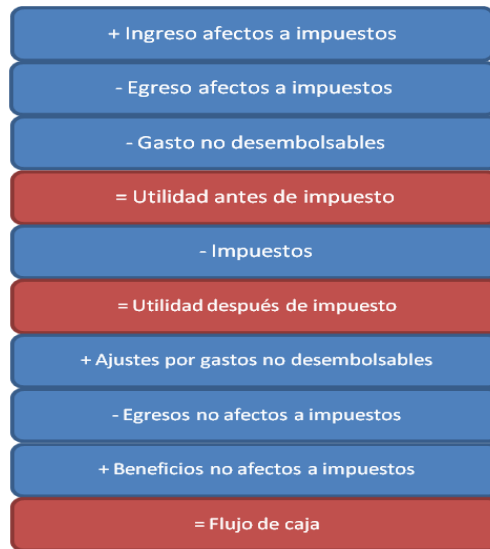 + Ingreso afectos a impuestos
- Egreso afectos a impuestos
- Gasto no desembolsables
= Utilidad antes de impuesto
- Impuestos
= Utilidad después de impuesto
+ Ajustes por gastos no desembolsables
- Egresos no afectos a impuestos
+ Beneficios no afectos a impuestos
= Flujo de caja